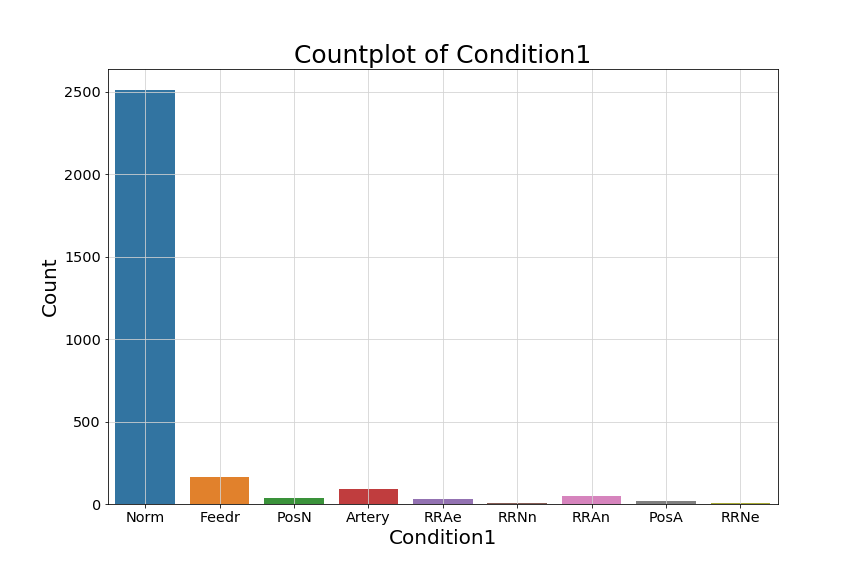 Countplot of Condition1
2500
2000
1500
1000
500
0
Count
Norm Feedr PosN Artery RRAe RRNn RRAn PosA RRNe
Condition1